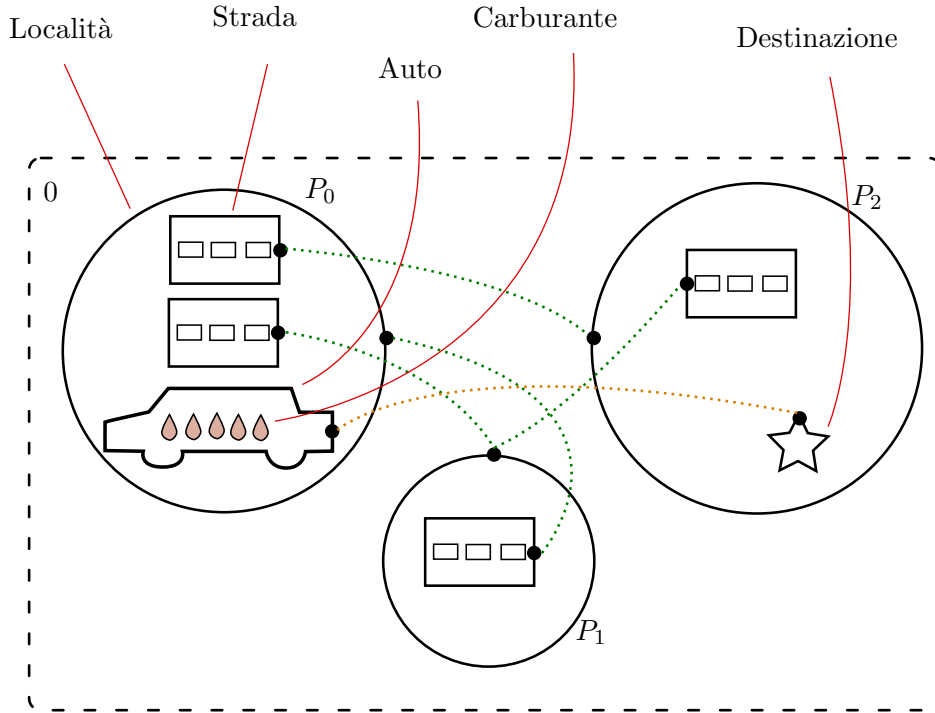 Località
Strada
Carburante
Auto
Destinazione
0
P0
P2
P1